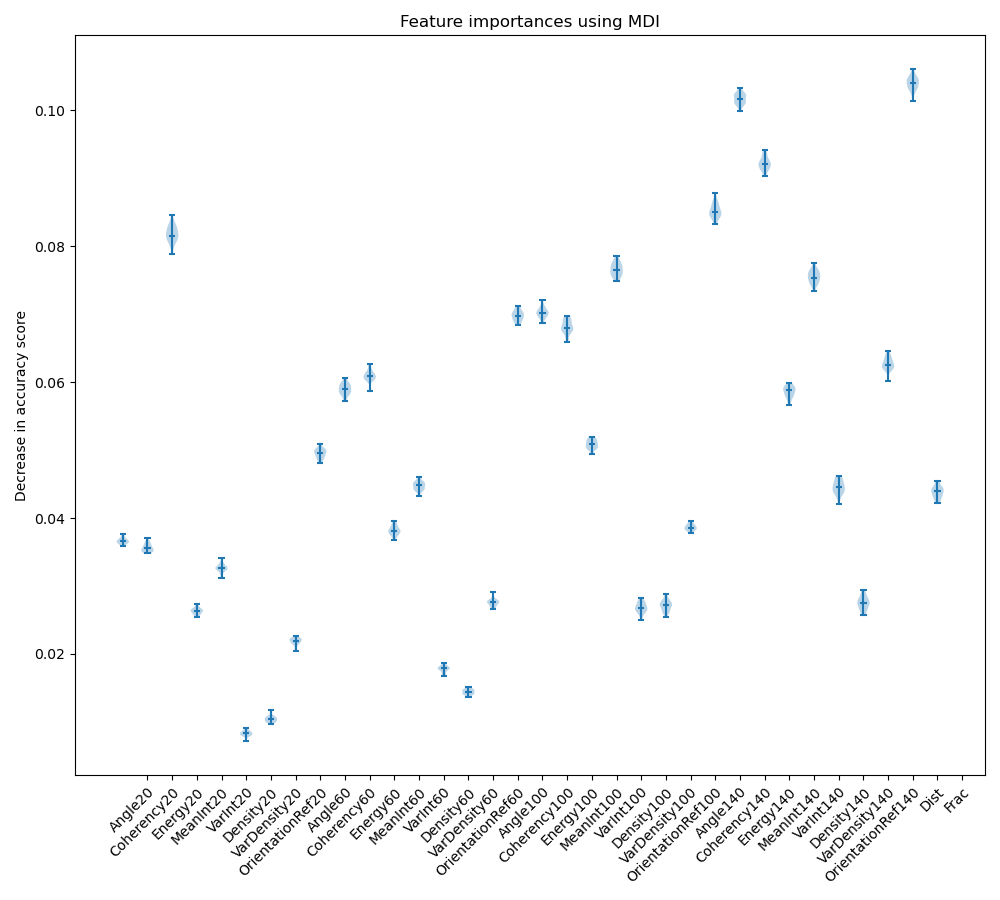 Feature importances using MDI
Decrease in accuracy score
0.10
0.08
0.06
0.04
0.02
Angle20
Coherency20
Energy20
MeanInt20
VarInt20
Density20
VarDensity20
OrientationRef20
Angle60
Coherency60
Energy60
MeanInt60
VarInt60
Density60
VarDensity60
OrientationRef60
Angle100
Coherency100
Energy100
MeanInt100
VarInt100
Density100
VarDensity100
OrientationRef100
Angle140
Coherency140
Energy140
MeanInt140
VarInt140
Density140
VarDensity140
OrientationRef140
Dist
Frac